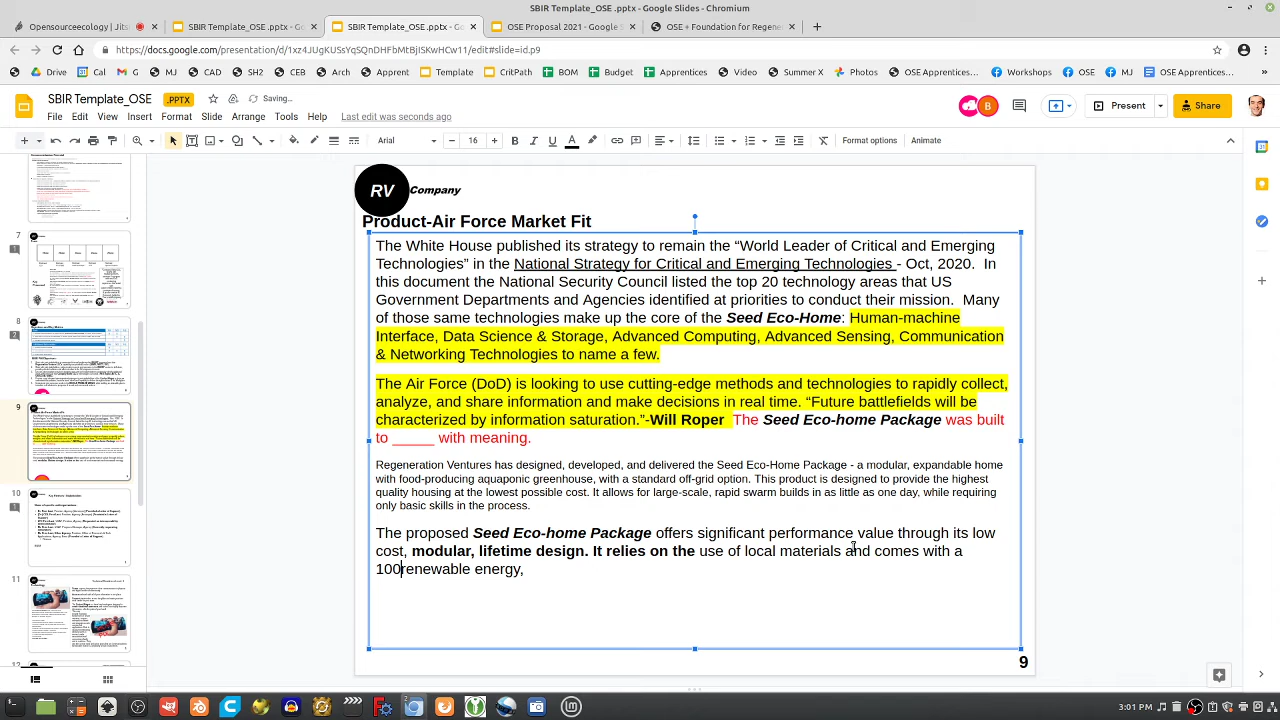 SBIR Template_OSE .pptx - Google Slides - Chromium
Opensourceecology | Jits
SBIR Template_OSE .pptx - G
SBIR Template_OSE .pptx - G
OSE Proposal 2021 - Google S
OSE + Foundation for Regene
https://docs.google.com/presentation/d/1xz4JUgKUSsYqSQnDHFbMtBjISKwHCw11/edit#slide=id.p9
Drive Cal G MJ CAD SH2 CEB Arch Apprent Template CritPath BOM Budget Apprentices Video Summer X Photos OSE Apprentices... Workshops OSE MJ OSE Apprentices...
SBIR Template_OSE .PPTX Saving...
B
Present
Share
File Edit View Insert Format Slide Arrange Tools Help Last edit was seconds ago
Arial 16 B I U A Format options Animate
RV Company
Product-Air Force Market Fit
The White House published its strategy to remain the “World Leader of Critical and Emerging
Technologies” in the National Strategy for Critical and Emerging Technologies - Oct, 2020. In
this document the National Security Council listed the top 20 technology areas that US
Government Departments and Agencies identified at priorities to conduct their mission. Many
of those same technologies make up the core of the Seed Eco-Home: Human-machine
Interface, Data Science & Storage, Advanced Computing, Advanced Sensing, Communication
& Networking Technologies to name a few.
The Air Force (DoD) is looking to use cutting-edge methods and technologies to rapidly collect,
analyze, and share information and make decisions in real time. “Future battlefields will be
characterized by information saturation.”-Will Roper The Seed Eco-home Package was built
to _____ with meaning.
Regeneration Ventures has designed, developed, and delivered the Seed Eco-Home Package - a modular, expandable home
with food-producing aquaponic greenhouse, with a standard off-grid option. This product is designed to provide the highest
quality housing at the lowest possible cost. It allows for large-scale, rapid swarm builds in as little as one day, while requiring
only basic skills in the process.
The proposed Seed Eco-home Package offers significant performance value through its low
cost, modular, lifetime design. It relies on the use of local materials and comes with a
100renewable energy.
9
7
8
9
10
11
12
3:01 PM